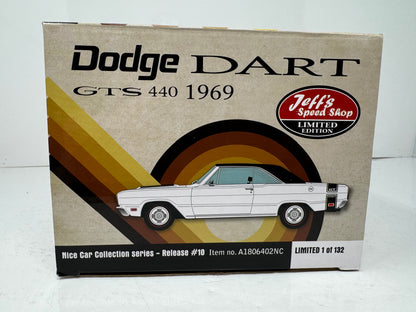 Dodge DART
GTS 440 1969
Jeff's
Speed Shop
LIMITED
EDITION
Nice Car Collection series - Release #10 Item no. A1806402NC
LIMITED 1 of 132